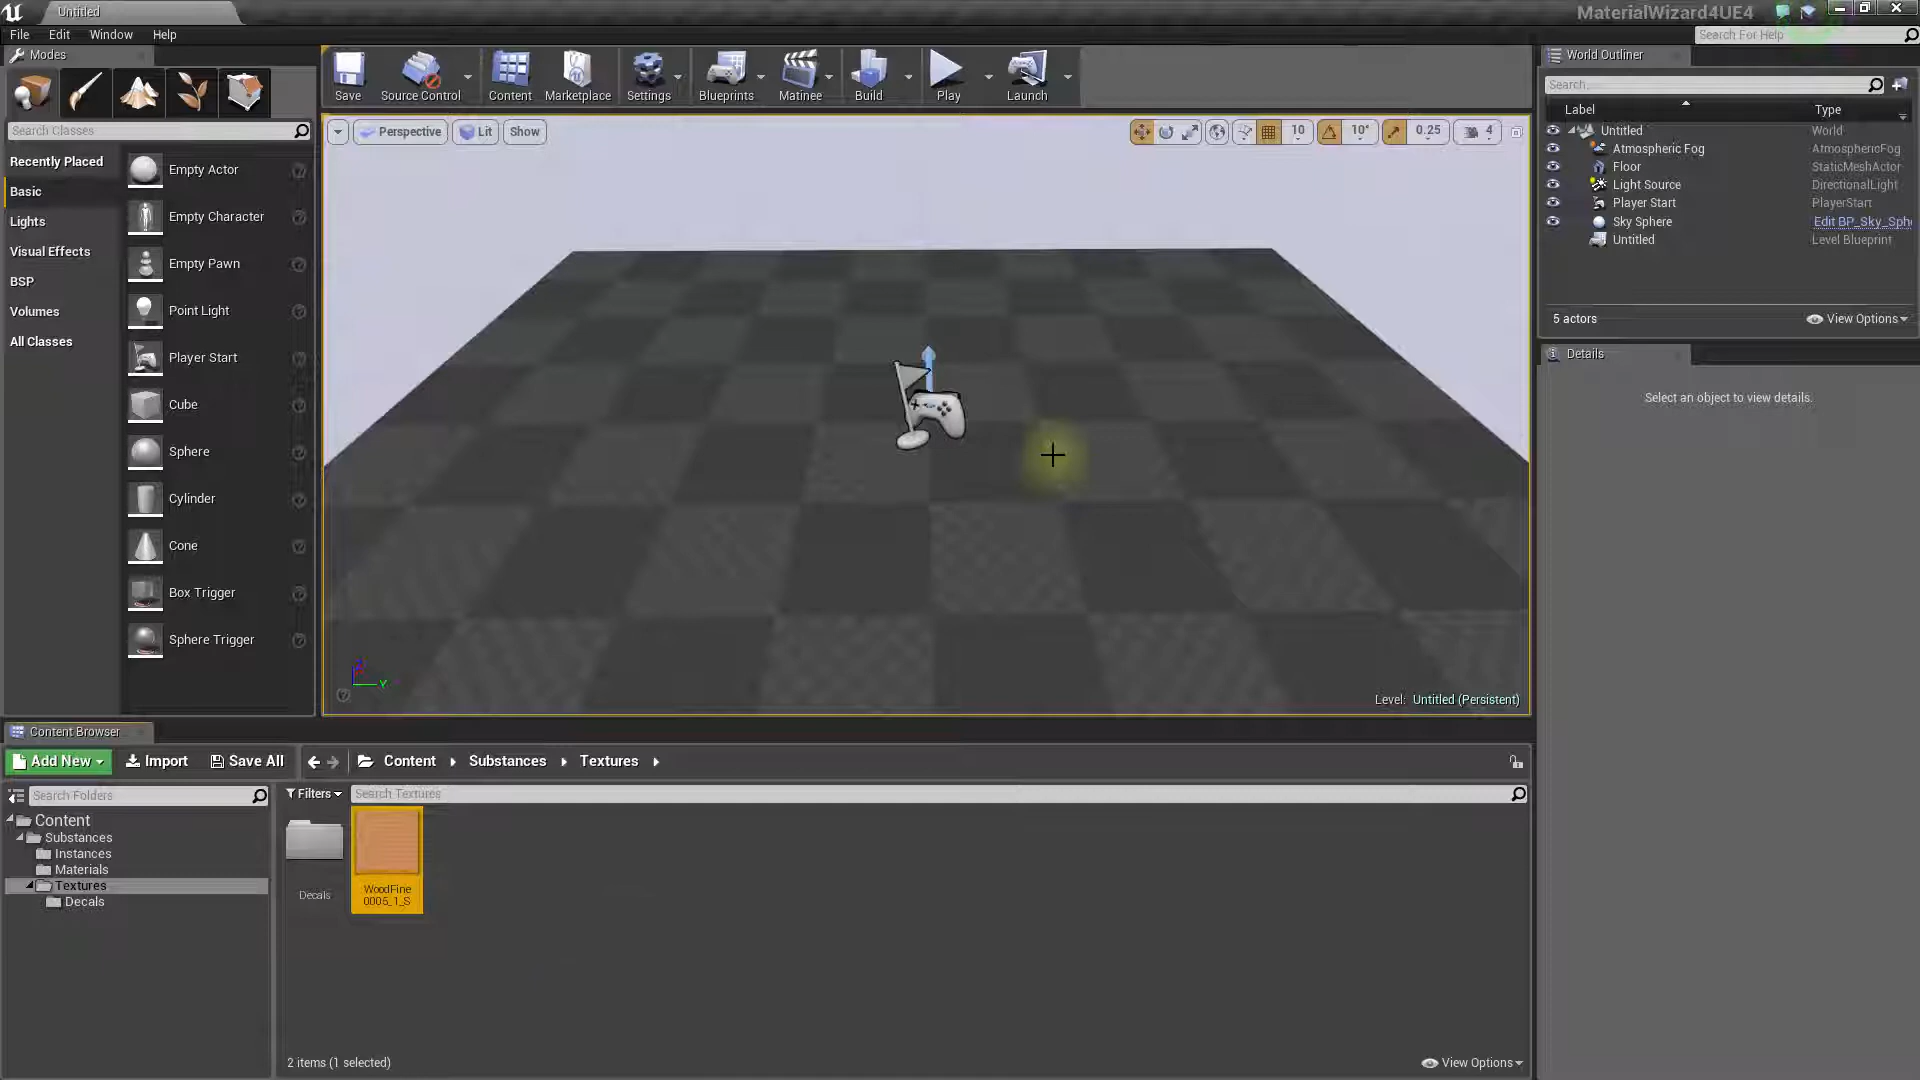 Untitled
MaterialWizard4UE4
File Edit Window Help
Search For Help
Modes
Save Source Control Content Marketplace Settings Blueprints Matinee Build Play Launch
World Outliner
Search...
Label Type
Untitled World
Atmospheric Fog AtmosphericFog
Floor StaticMeshActor
Light Source DirectionalLight
Player Start PlayerStart
Sky Sphere Edit BP_Sky_Sph
Untitled Level Blueprint
5 actors View Options
Details
Select an object to view details.
Search Classes
Recently Placed
Basic
Lights
Visual Effects
BSP
Volumes
All Classes
Empty Actor
Empty Character
Empty Pawn
Point Light
Player Start
Cube
Sphere
Cylinder
Cone
Box Trigger
Sphere Trigger
Perspective Lit Show 10 10° 0.25 4
Y
Level: Untitled (Persistent)
Content Browser
Add New Import Save All Content Substances Textures
Search Folders
Filters Search Textures
Content
Substances
Instances
Materials
Textures
Decals
Decals
WoodFine
0005_1_S
2 items (1 selected) View Options